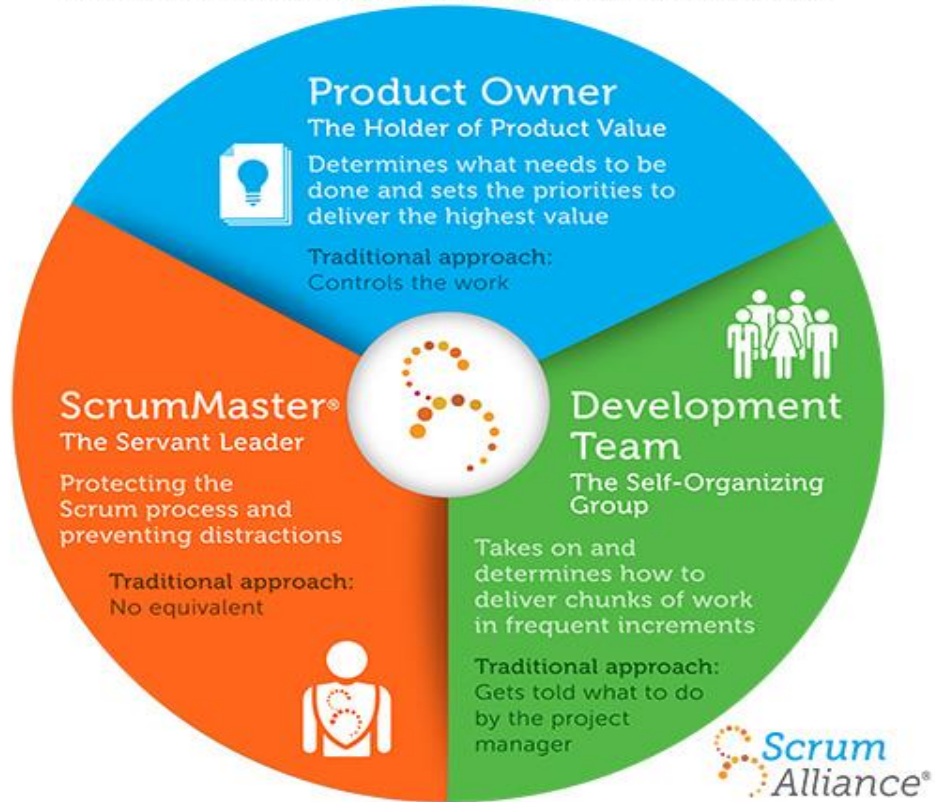 Product Owner
The Holder of Product Value
Determines what needs to be
done and sets the priorities to
deliver the highest value
Traditional approach:
Controls the work
ScrumMaster®
The Servant Leader
Protecting the
Scrum process and
preventing distractions
Traditional approach:
No equivalent
Development
Team
The Self-Organizing
Group
Takes on and
determines how to
deliver chunks of work
in frequent increments
Traditional approach:
Gets told what to do
by the project
manager
Scrum
Alliance®